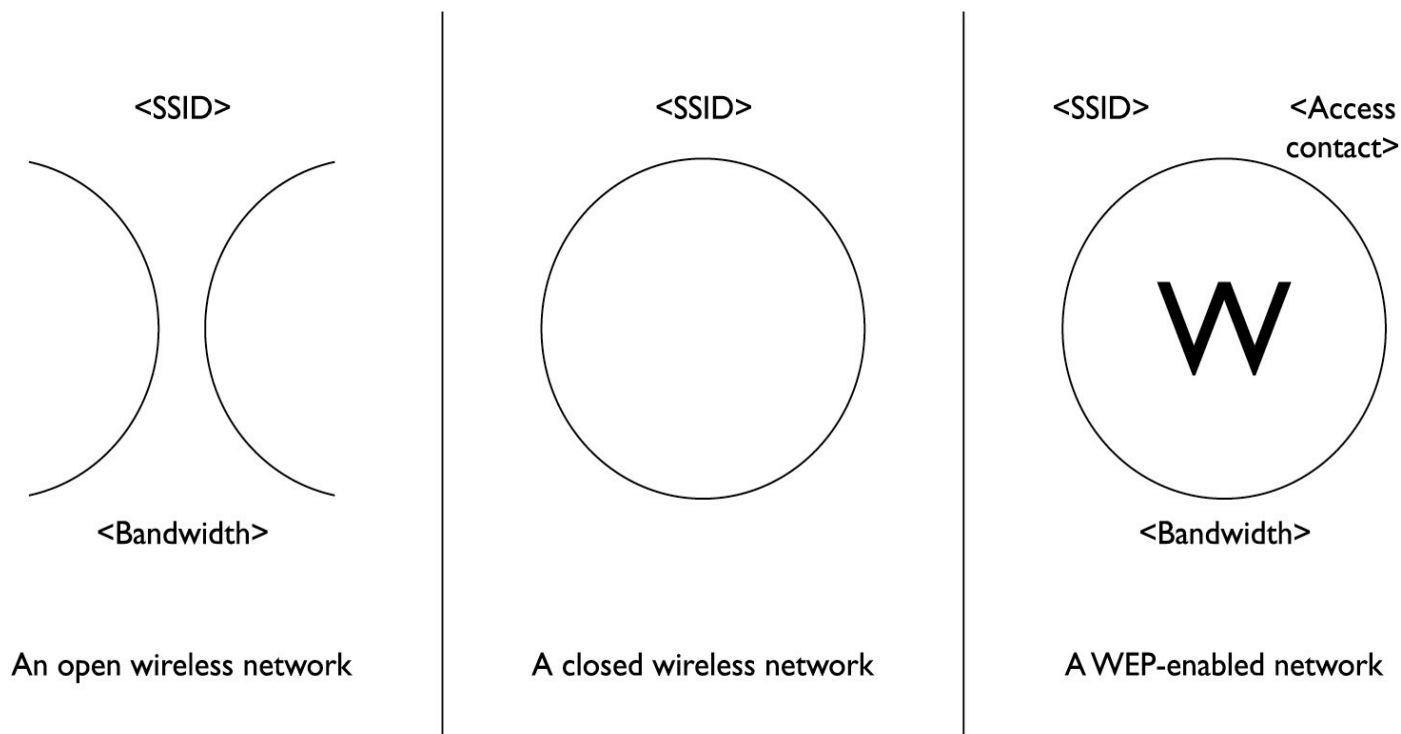 <SSID>
<Bandwidth>
An open wireless network
<SSID>
A closed wireless network
<SSID>
<Access
contact>
W
<Bandwidth>
A WEP-enabled network